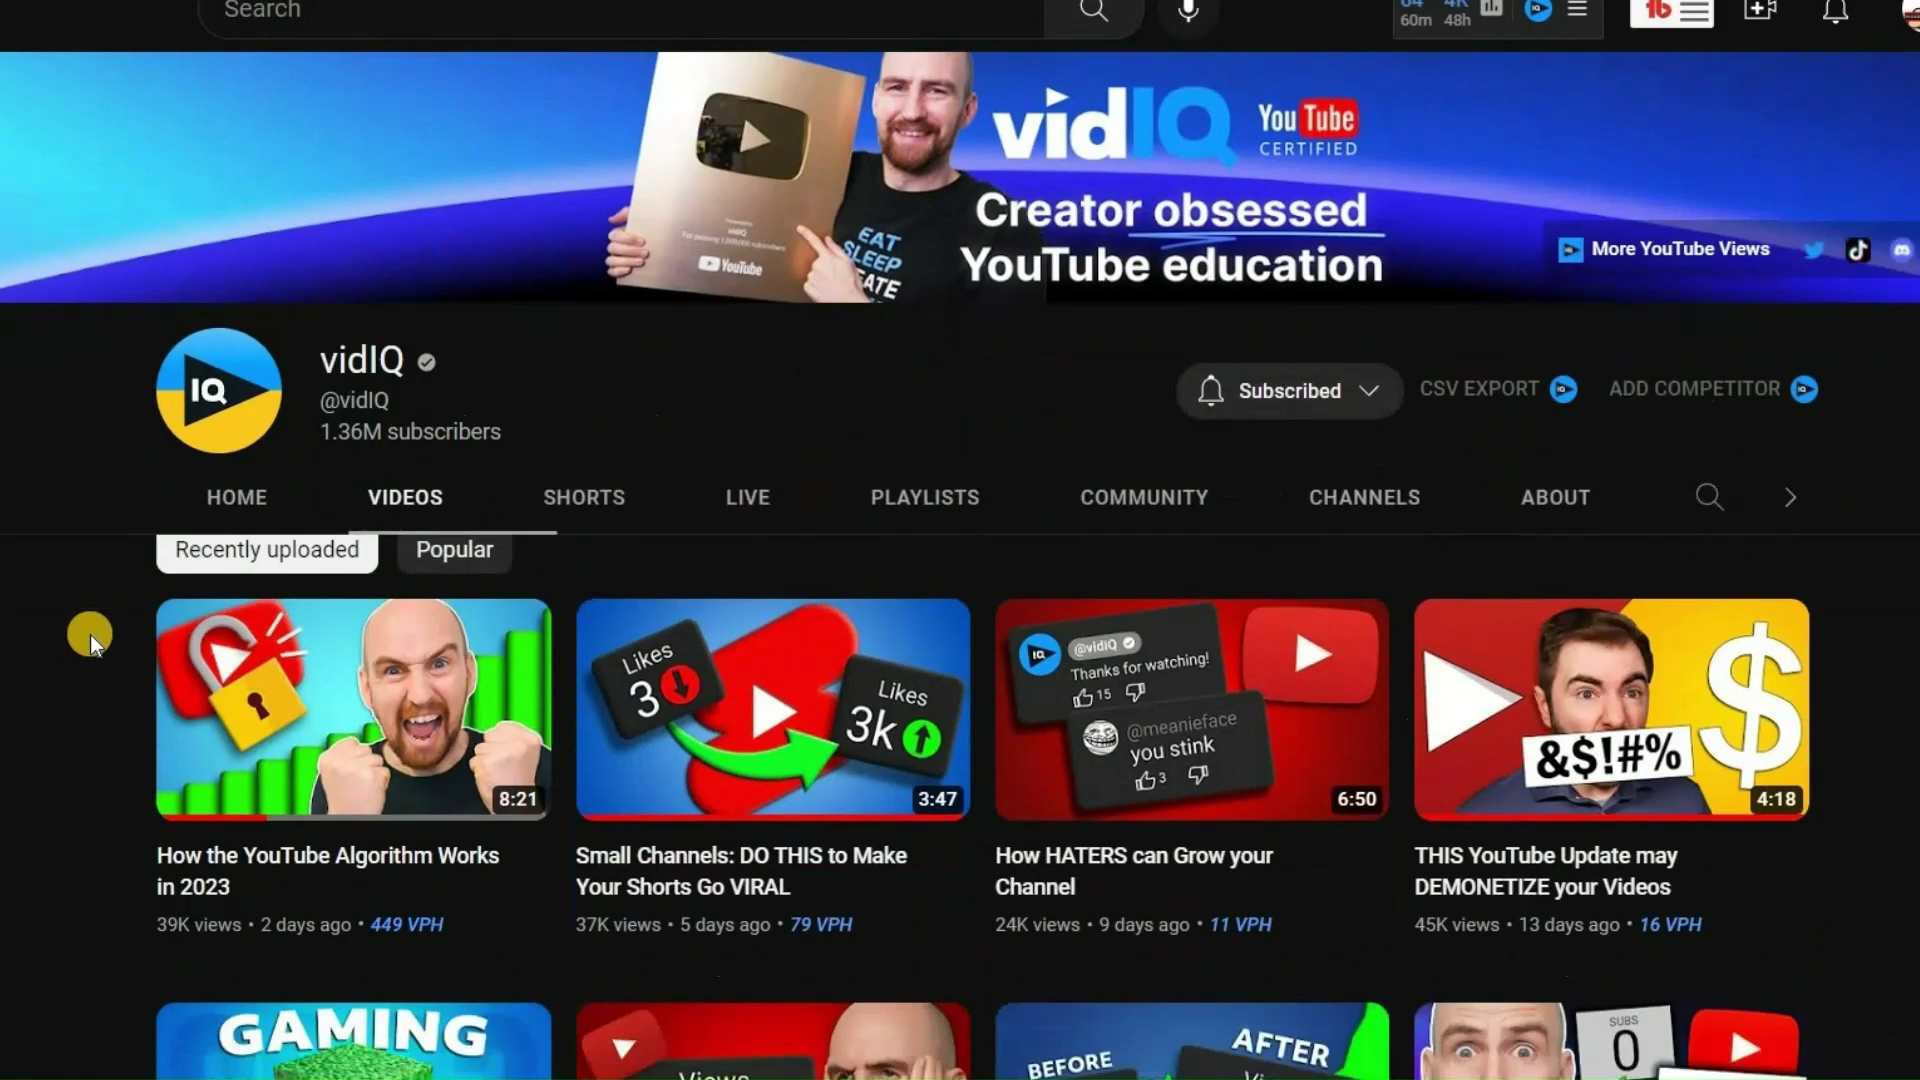 Search
60m 48h
vidIQ
YouTube
CERTIFIED
Creator obsessed
YouTube education
EAT
SLEEP
YouTube
More YouTube Views
IQ
vidIQ
@vidIQ
1.36M subscribers
Subscribed
CSV EXPORT
ADD COMPETITOR
HOME
VIDEOS
SHORTS
LIVE
PLAYLISTS
COMMUNITY
CHANNELS
ABOUT
Recently uploaded
Popular
8:21
Likes
3
Likes
3k
3:47
IQ
@vidIQ
Thanks for watching!
15
@meanieface
you stink
3
6:50
&$!#%
$
4:18
How the YouTube Algorithm Works
in 2023
39K views • 2 days ago • 449 VPH
Small Channels: DO THIS to Make
Your Shorts Go VIRAL
37K views • 5 days ago • 79 VPH
How HATERS can Grow your
Channel
24K views • 9 days ago • 11 VPH
THIS YouTube Update may
DEMONETIZE your Videos
45K views • 13 days ago • 16 VPH
GAMING
Views
BEFORE
AFTER
SUBS
0